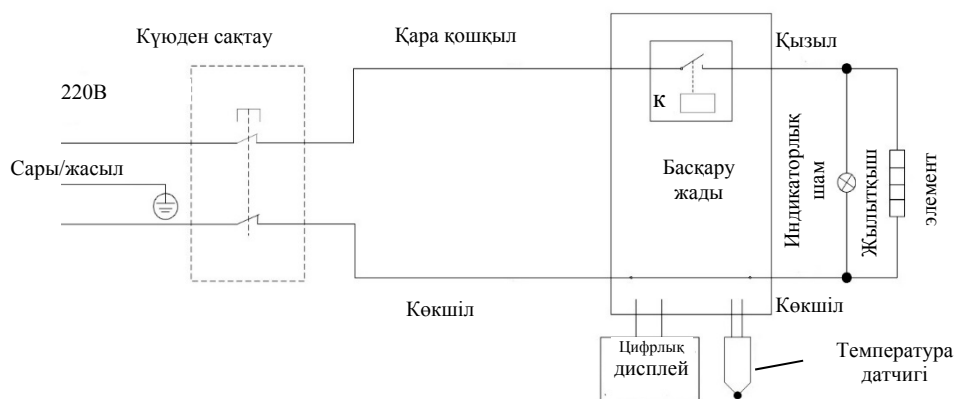 Күюден сақтау
Қара қошқыл
Қызыл
220В
К
Сары/жасыл
Басқару
жады
Индикаторлық
шам
Жылытқыш
элемент
Көкшіл
Көкшіл
Цифрлық
дисплей
Температура
датчигі